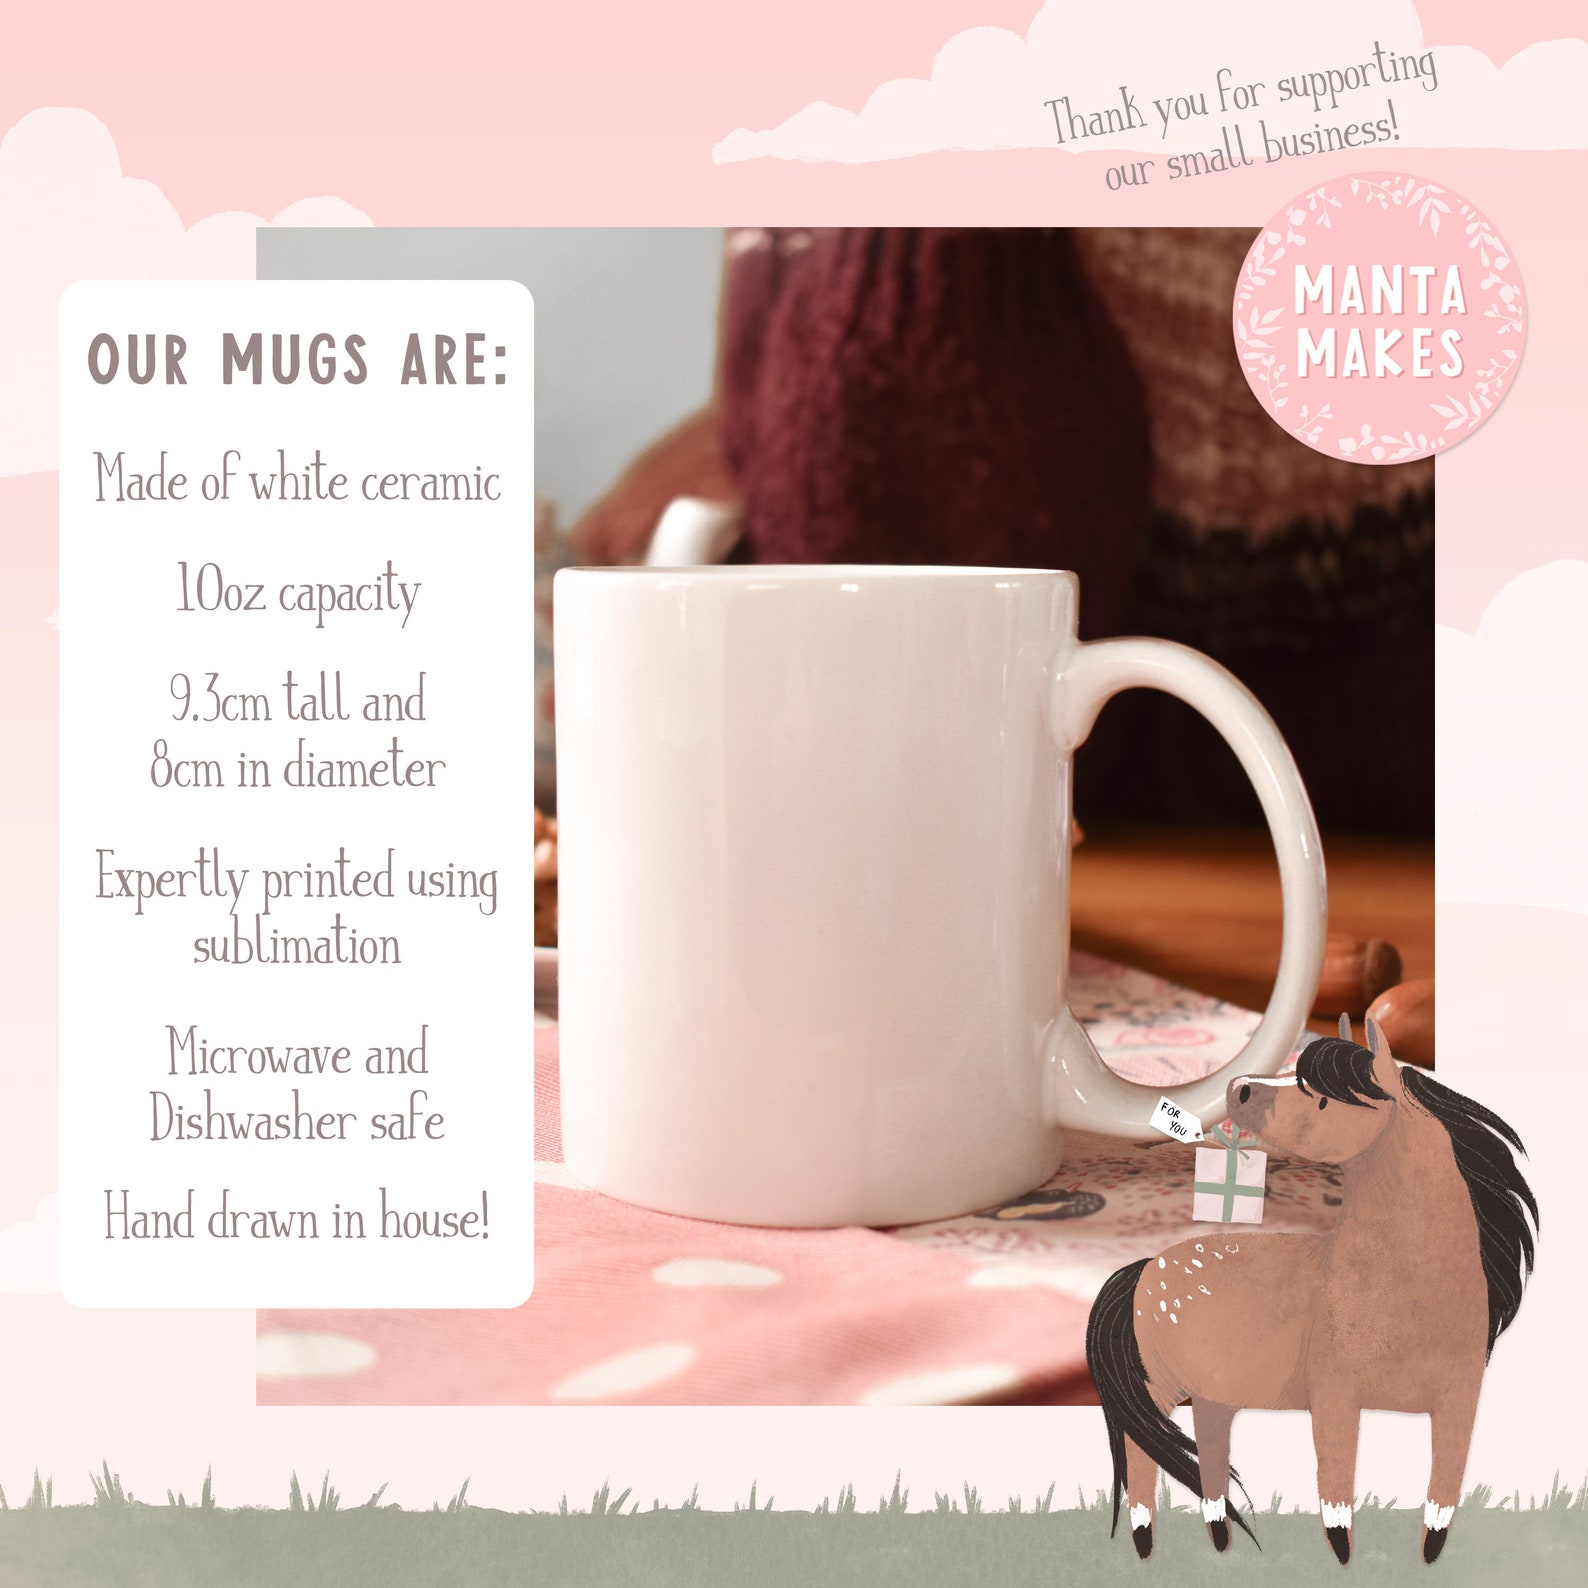 Thank you for supporting
our small business!
MANTA
MAKES
OUR MUGS ARE:
Made of white ceramic
10oz capacity
9.3cm tall and
8cm in diameter
Expertly printed using
sublimation
Microwave and
Dishwasher safe
Hand drawn in house!
FOR
YOU